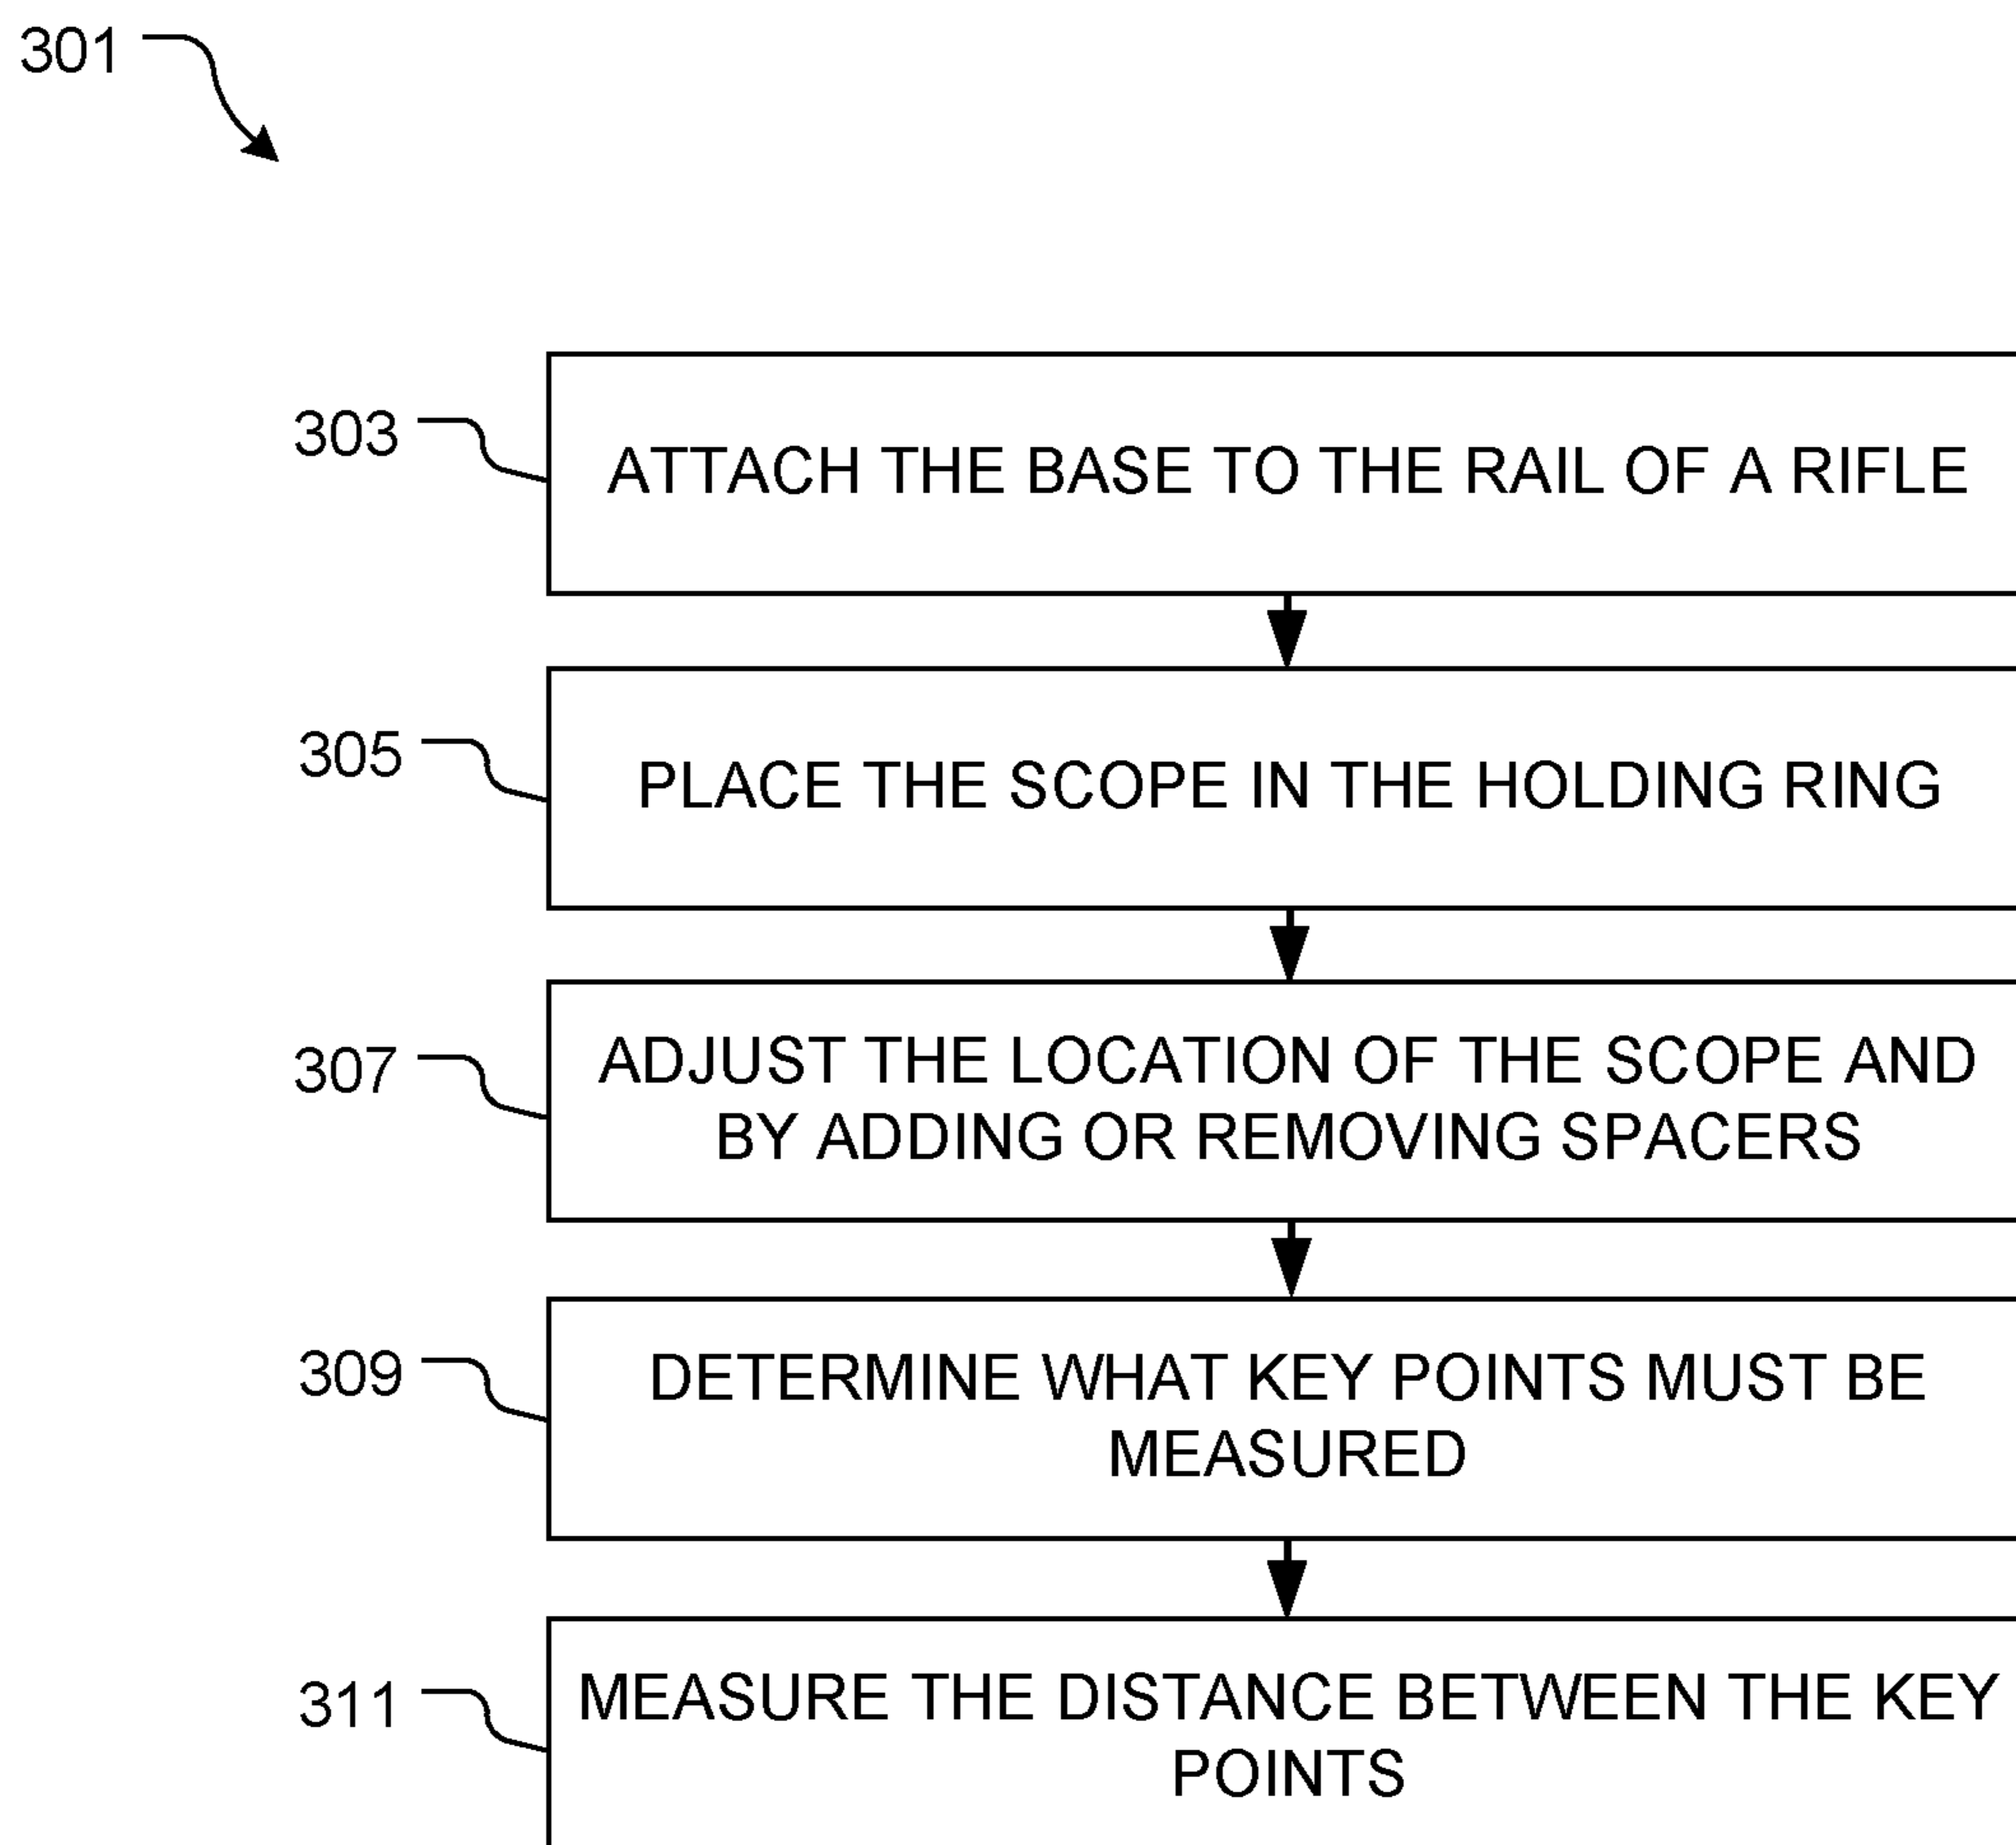 301
303
ATTACH THE BASE TO THE RAIL OF A RIFLE
305
PLACE THE SCOPE IN THE HOLDING RING
307
ADJUST THE LOCATION OF THE SCOPE AND
BY ADDING OR REMOVING SPACERS
309
DETERMINE WHAT KEY POINTS MUST BE
MEASURED
311
MEASURE THE DISTANCE BETWEEN THE KEY
POINTS